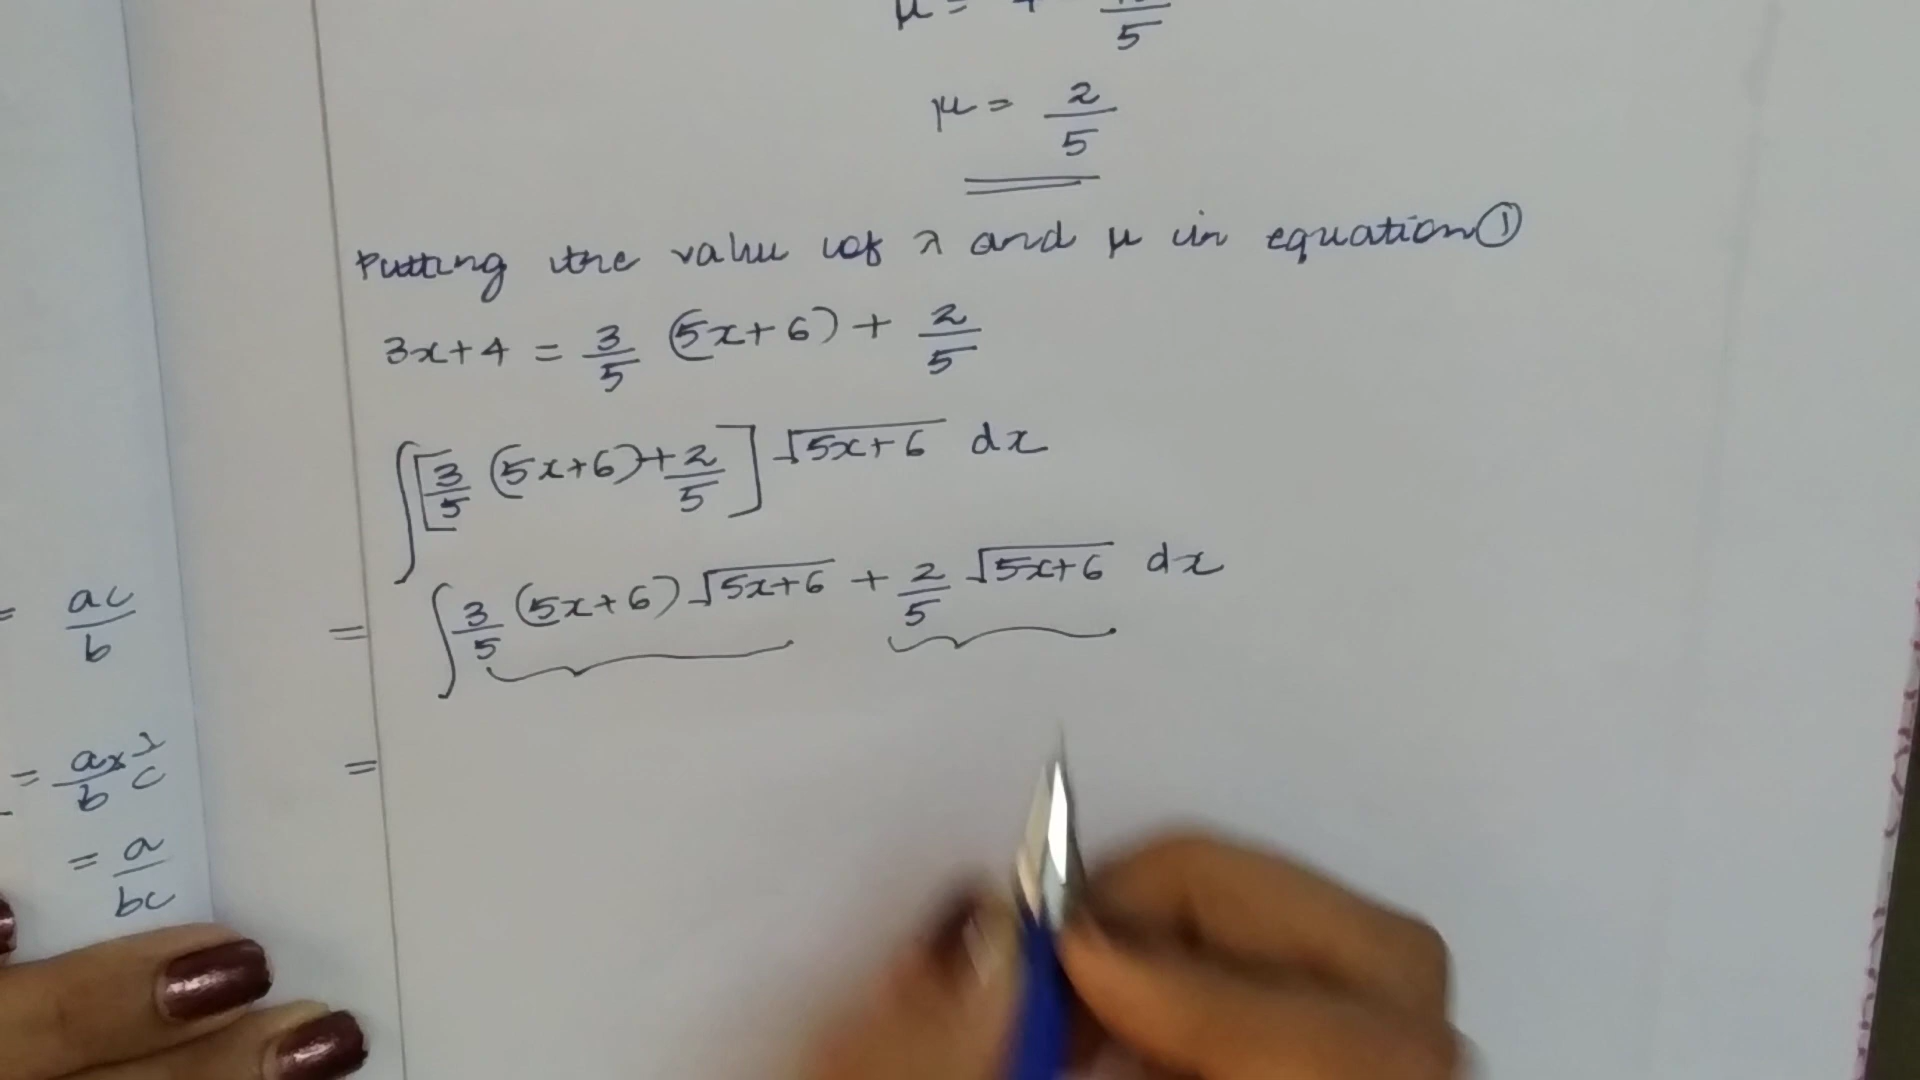 μ =
5
μ = 2/5
Putting the value of λ and μ in equation ①
3x+4 = 3/5 (5x+6) + 2/5
∫[3/5 (5x+6) + 2/5] √5x+6 dx
= ∫ 3/5 (5x+6) √5x+6 + 2/5 √5x+6 dx
=
= ac/b
= a/b × 1/c
= a/bc